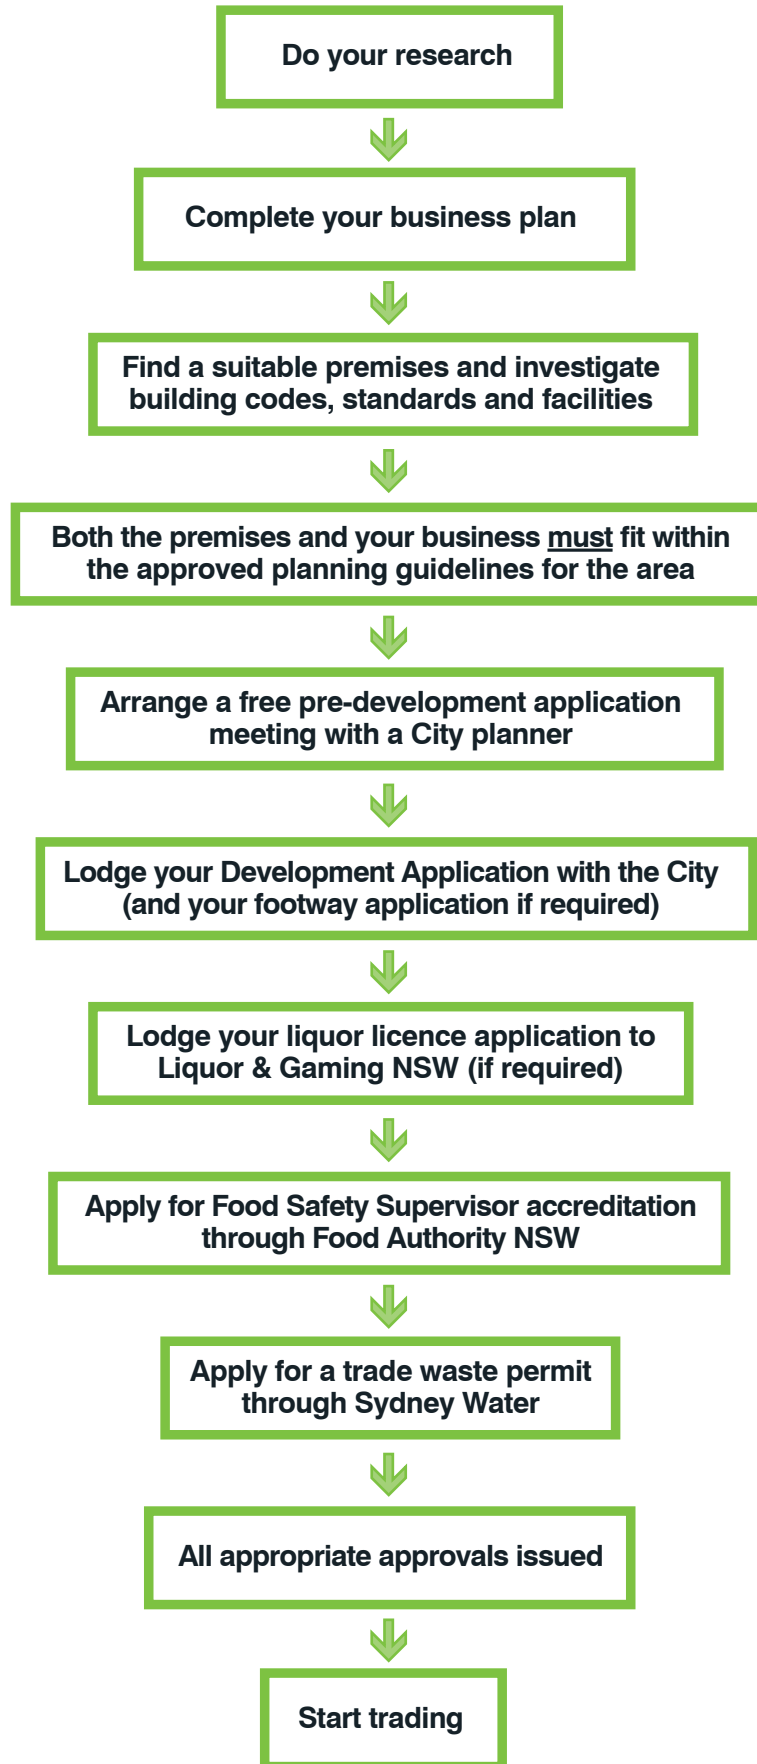 Do your research
Complete your business plan
Find a suitable premises and investigate
building codes, standards and facilities
Both the premises and your business must fit within
the approved planning guidelines for the area
Arrange a free pre-development application
meeting with a City planner
Lodge your Development Application with the City
(and your footway application if required)
Lodge your liquor licence application to
Liquor & Gaming NSW (if required)
Apply for Food Safety Supervisor accreditation
through Food Authority NSW
Apply for a trade waste permit
through Sydney Water
All appropriate approvals issued
Start trading